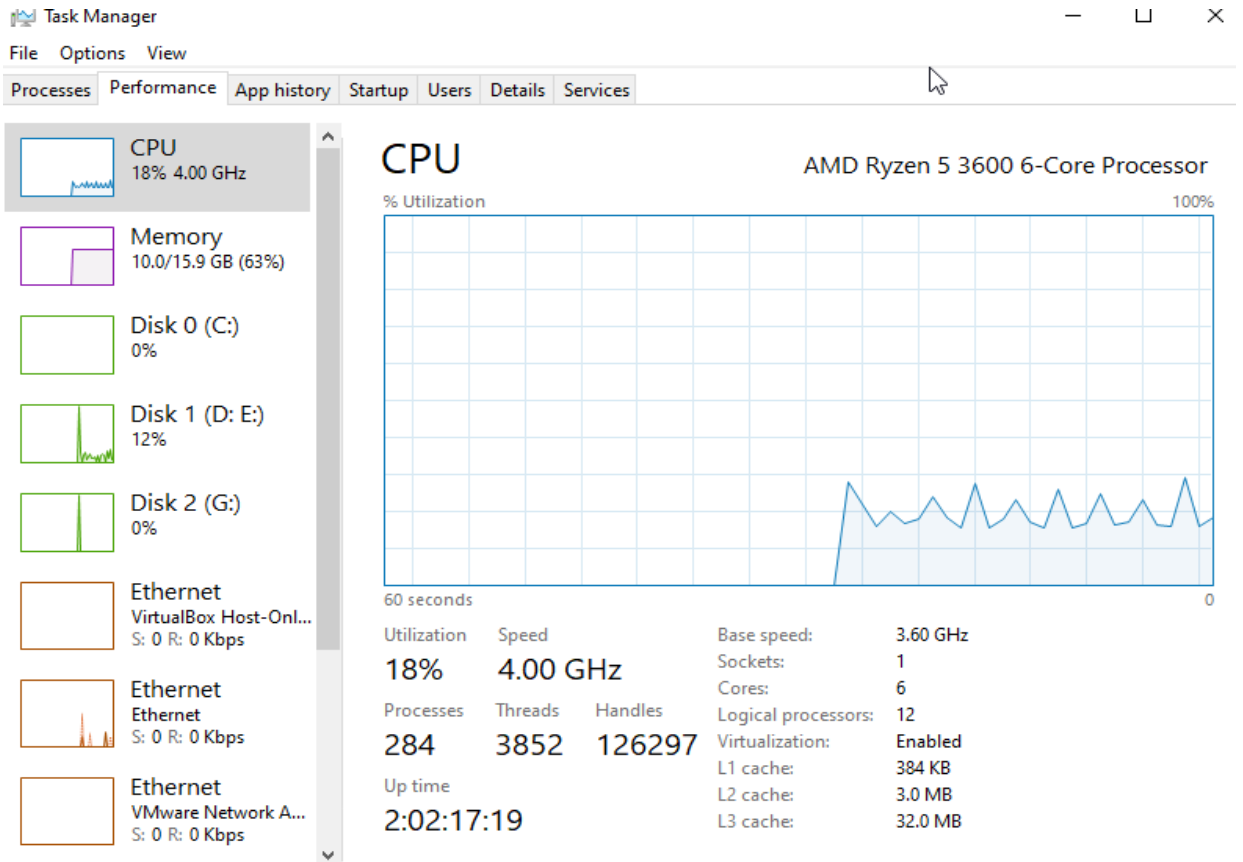 Task Manager
File Options View
Processes Performance App history Startup Users Details Services
CPU
18% 4.00 GHz
Memory
10.0/15.9 GB (63%)
Disk 0 (C:)
0%
Disk 1 (D: E:)
12%
Disk 2 (G:)
0%
Ethernet
VirtualBox Host-Onl...
S: 0 R: 0 Kbps
Ethernet
Ethernet
S: 0 R: 0 Kbps
Ethernet
VMware Network A...
S: 0 R: 0 Kbps
CPU AMD Ryzen 5 3600 6-Core Processor
% Utilization 100%
60 seconds 0
Utilization Speed
18% 4.00 GHz
Processes Threads Handles
284 3852 126297
Up time
2:02:17:19
Base speed: 3.60 GHz
Sockets: 1
Cores: 6
Logical processors: 12
Virtualization: Enabled
L1 cache: 384 KB
L2 cache: 3.0 MB
L3 cache: 32.0 MB